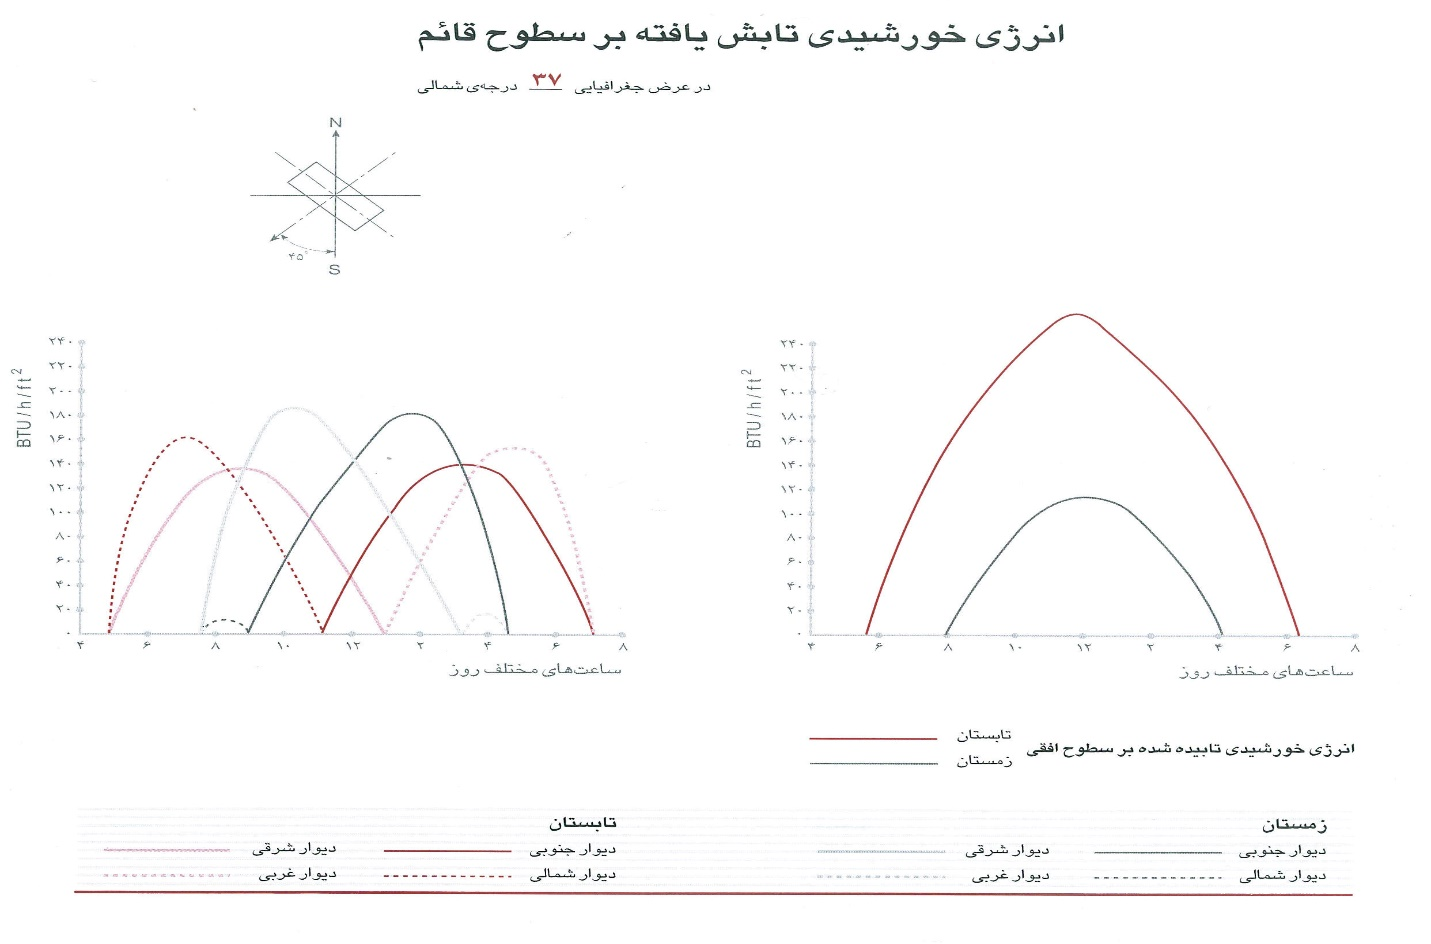 انرژی خورشیدی تابش یافته بر سطوح قائم
در عرض جغرافیایی ۳۷ درجه‌ی شمالی
N
۴۵°
S
BTU/h/ft²
۲۴۰
۲۲۰
۲۰۰
۱۸۰
۱۶۰
۱۴۰
۱۲۰
۱۰۰
۸۰
۶۰
۴۰
۲۰
۰
۴ ۶ ۸ ۱۰ ۱۲ ۲ ۴ ۶ ۸
ساعت‌های مختلف روز
BTU/h/ft²
۲۴۰
۲۲۰
۲۰۰
۱۸۰
۱۶۰
۱۴۰
۱۲۰
۱۰۰
۸۰
۶۰
۴۰
۲۰
۰
۴ ۶ ۸ ۱۰ ۱۲ ۲ ۴ ۶ ۸
ساعت‌های مختلف روز
انرژی خورشیدی تابیده شده بر سطوح افقی
تابستان
زمستان
زمستان
دیوار جنوبی دیوار شرقی
دیوار شمالی دیوار غربی
تابستان
دیوار جنوبی دیوار شرقی
دیوار شمالی دیوار غربی